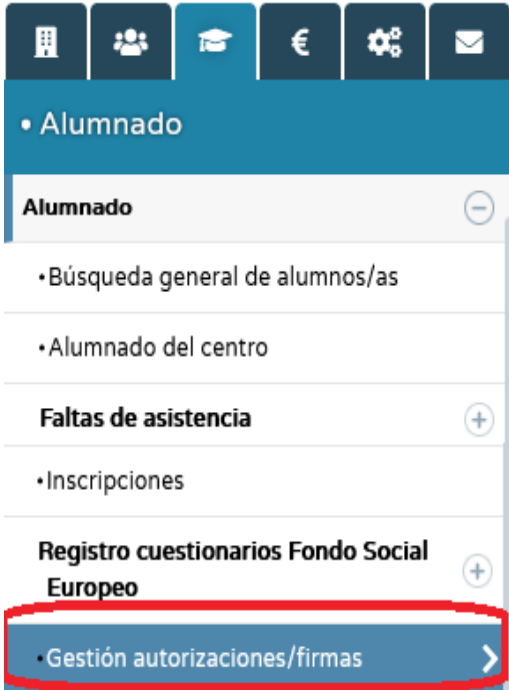 €
• Alumnado
Alumnado
•Búsqueda general de alumnos/as
•Alumnado del centro
Faltas de asistencia
•Inscripciones
Registro cuestionarios Fondo Social
Europeo
•Gestión autorizaciones/firmas